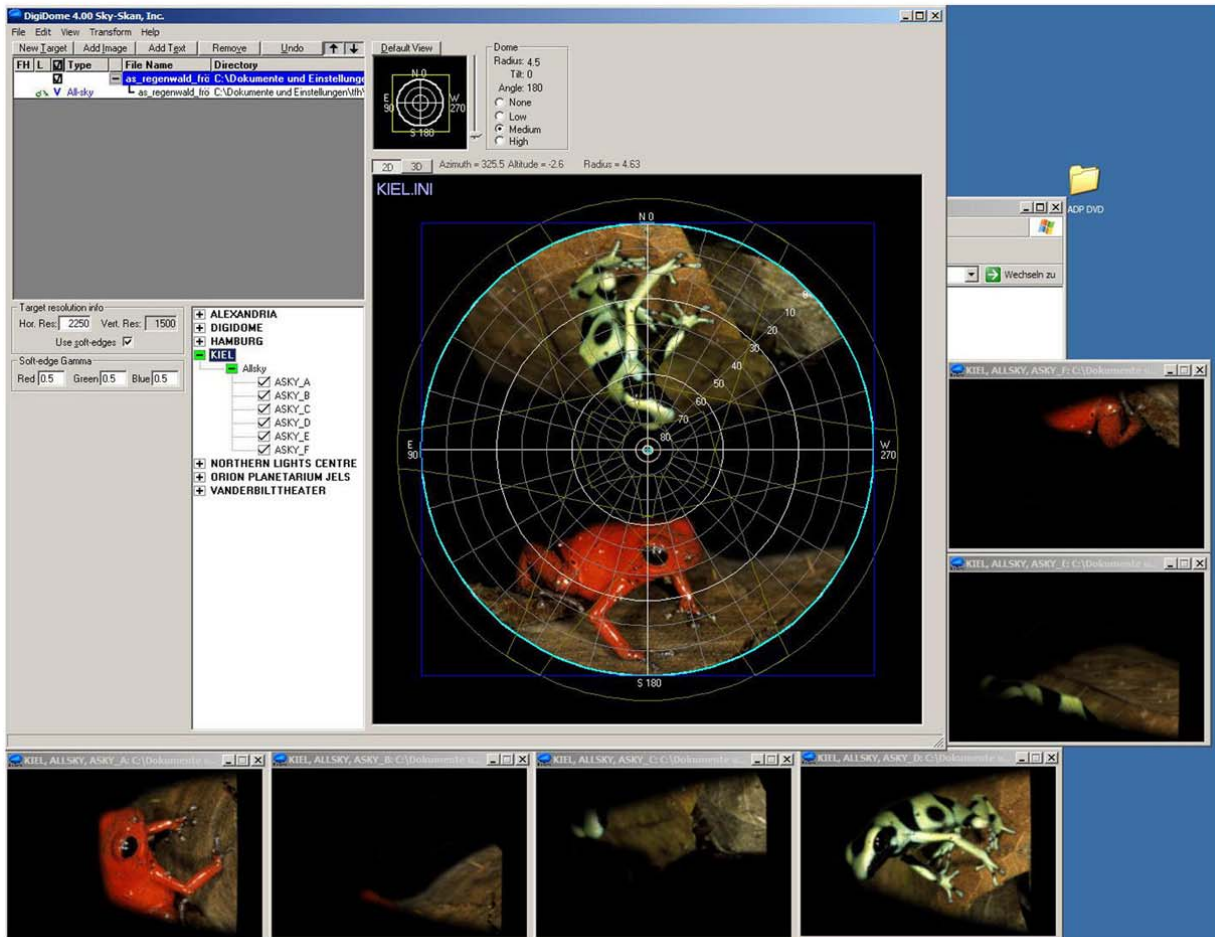 DigiDome 4.00 Sky-Skan, Inc.
File Edit View Transform Help
New Target Add Image Add Text Remove Undo
FH L Type File Name Directory
as_regenwald_frö C:\Dokumente und Einstellunge
V All-sky as_regenwald_frö C:\Dokumente und Einstellungen\tfh\
Default View
N 0
E 90
W 270
S 180
Dome
Radius: 4.5
Tilt: 0
Angle: 180
None
Low
Medium
High
2D 3D Azimuth = 325.5 Altitude = -2.6 Radius = 4.63
KIEL.INI
N 0
0
10
20
30
40
50
60
70
80
E 90
W 270
S 180
Target resolution info
Hor. Res: 2250 Vert. Res: 1500
Use soft-edges
Soft-edge Gamma
Red 0.5 Green 0.5 Blue 0.5
ALEXANDRIA
DIGIDOME
HAMBURG
KIEL
Allsky
ASKY_A
ASKY_B
ASKY_C
ASKY_D
ASKY_E
ASKY_F
NORTHERN LIGHTS CENTRE
ORION PLANETARIUM JELS
VANDERBILTTHEATER
ADP DVD
Wechseln zu
KIEL, ALLSKY, ASKY_F: C:\Dokumente u...
KIEL, ALLSKY, ASKY_E: C:\Dokumente u...
KIEL, ALLSKY, ASKY_A: C:\Dokumente u...
KIEL, ALLSKY, ASKY_B: C:\Dokumente u...
KIEL, ALLSKY, ASKY_C: C:\Dokumente u...
KIEL, ALLSKY, ASKY_D: C:\Dokumente u...